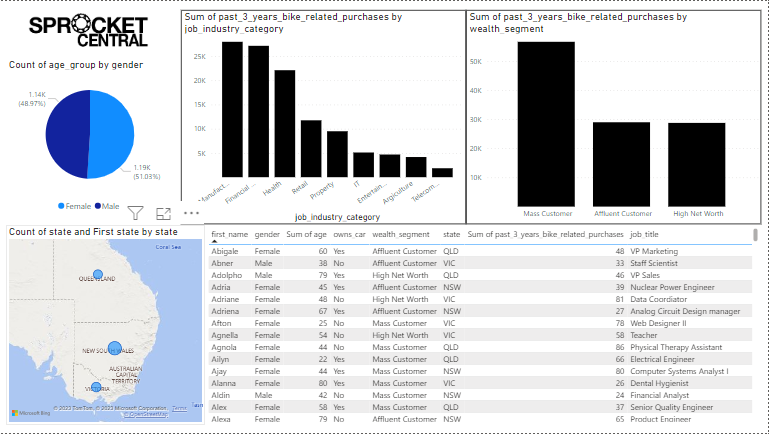 SPROCKET
CENTRAL
Count of age_group by gender
1.14K
(48.97%)
1.19K
(51.03%)
Female Male
Sum of past_3_years_bike_related_purchases by
job_industry_category
25K
20K
15K
10K
5K
Manufact...
Financial ...
Health
Retail
Property
IT
Entertain...
Argiculture
Telecom...
job_industry_category
Sum of past_3_years_bike_related_purchases by
wealth_segment
50K
40K
30K
20K
10K
Mass Customer Affluent Customer High Net Worth
Count of state and First state by state
Coral Sea
QUEENSLAND
NEW SOUTH WALES
AUSTRALIAN
CAPITAL
TERRITORY
VICTORIA
Microsoft Bing
© 2023 TomTom, © 2023 Microsoft Corporation, Terms
© OpenStreetMap
first_name gender Sum of age owns_car wealth_segment state Sum of past_3_years_bike_related_purchases job_title
Abigale Female 60 Yes Affluent Customer QLD 48 VP Marketing
Abner Male 38 No Affluent Customer VIC 33 Staff Scientist
Adolpho Male 79 Yes High Net Worth QLD 46 VP Sales
Adria Female 45 Yes Affluent Customer NSW 39 Nuclear Power Engineer
Adriane Female 48 No High Net Worth VIC 81 Data Coordiator
Adriena Female 67 Yes Affluent Customer NSW 27 Analog Circuit Design manager
Afton Female 25 No Mass Customer VIC 78 Web Designer II
Agnella Female 54 No High Net Worth VIC 58 Teacher
Agnola Female 44 No Mass Customer QLD 86 Physical Therapy Assistant
Ailyn Female 22 Yes Mass Customer QLD 66 Electrical Engineer
Ajay Female 44 Yes Mass Customer NSW 80 Computer Systems Analyst I
Alanna Female 80 Yes Mass Customer VIC 26 Dental Hygienist
Aldin Male 42 No Mass Customer NSW 24 Financial Analyst
Alex Female 58 Yes Mass Customer QLD 37 Senior Quality Engineer
Alexa Female 79 No Affluent Customer NSW 65 Product Engineer